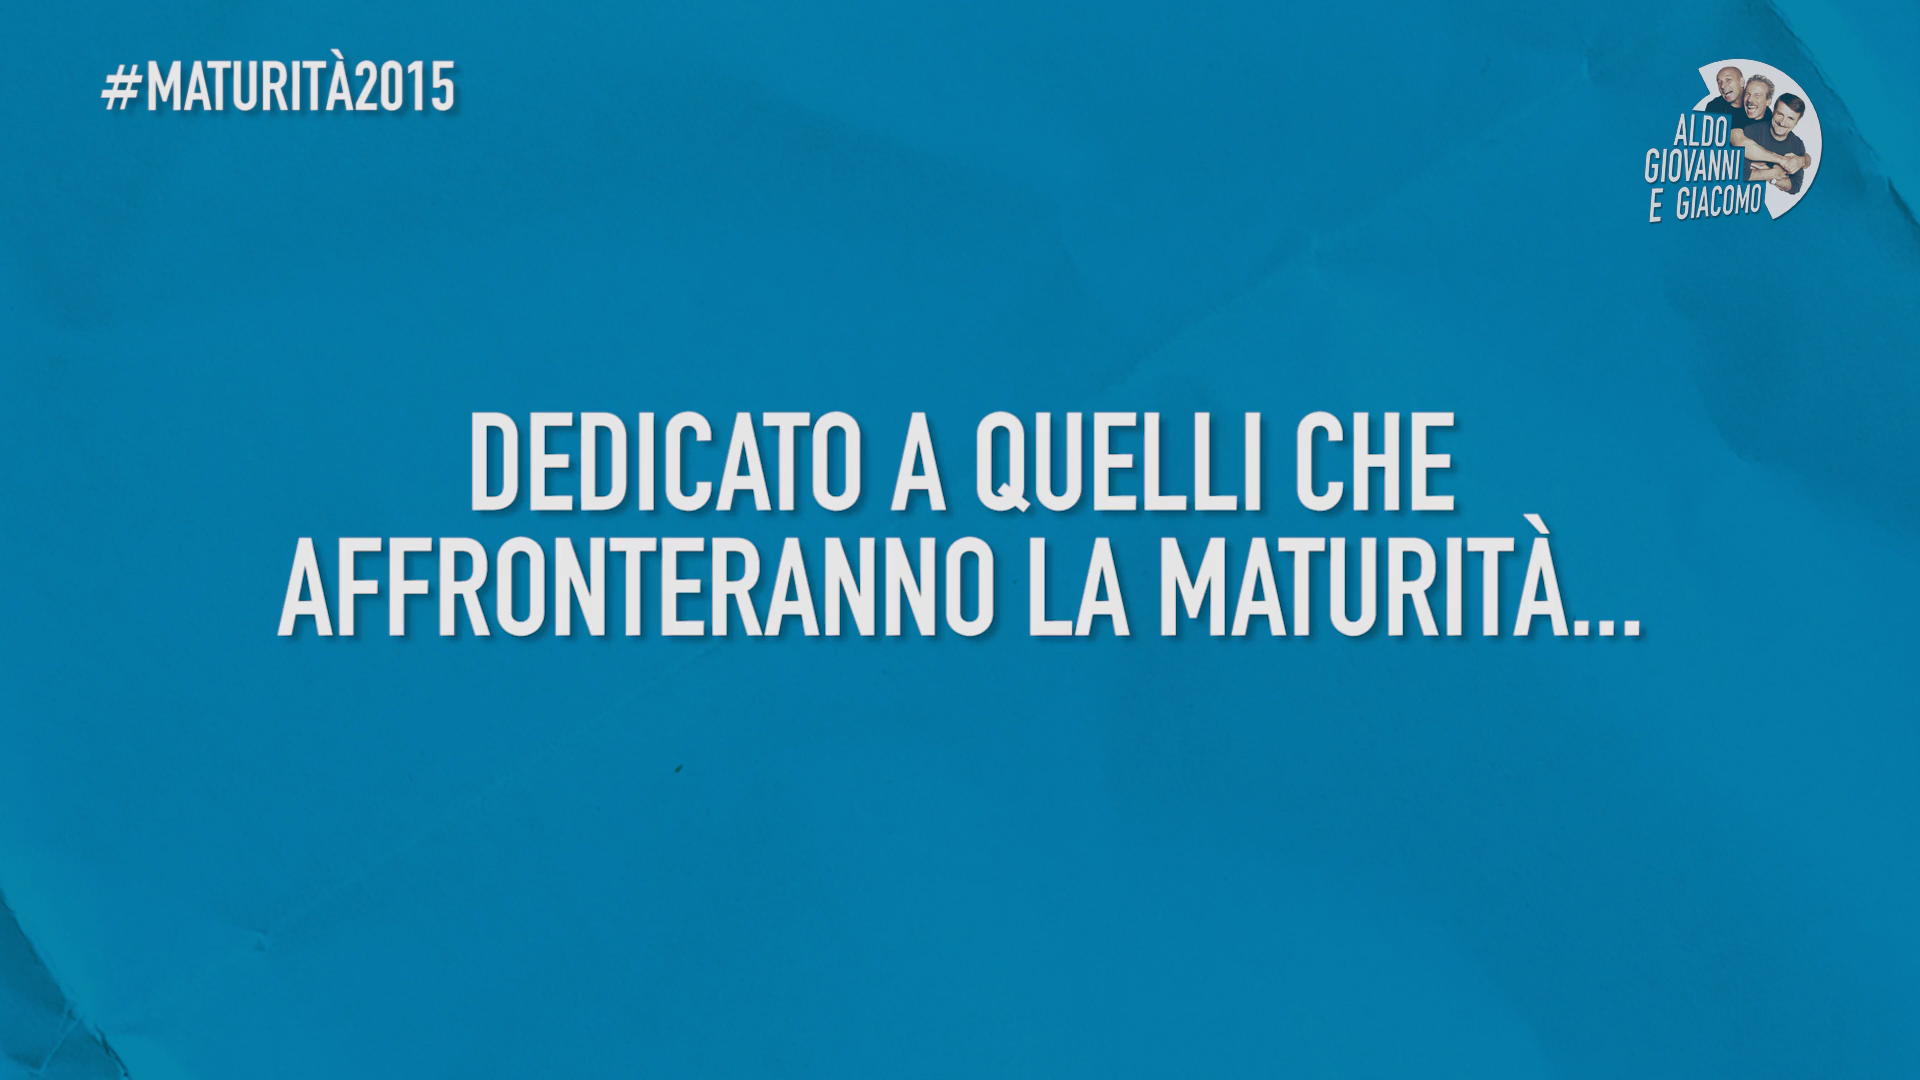 #MATURITÀ2015
ALDO
GIOVANNI
E GIACOMO
DEDICATO A QUELLI CHE
AFFRONTERANNO LA MATURITÀ...